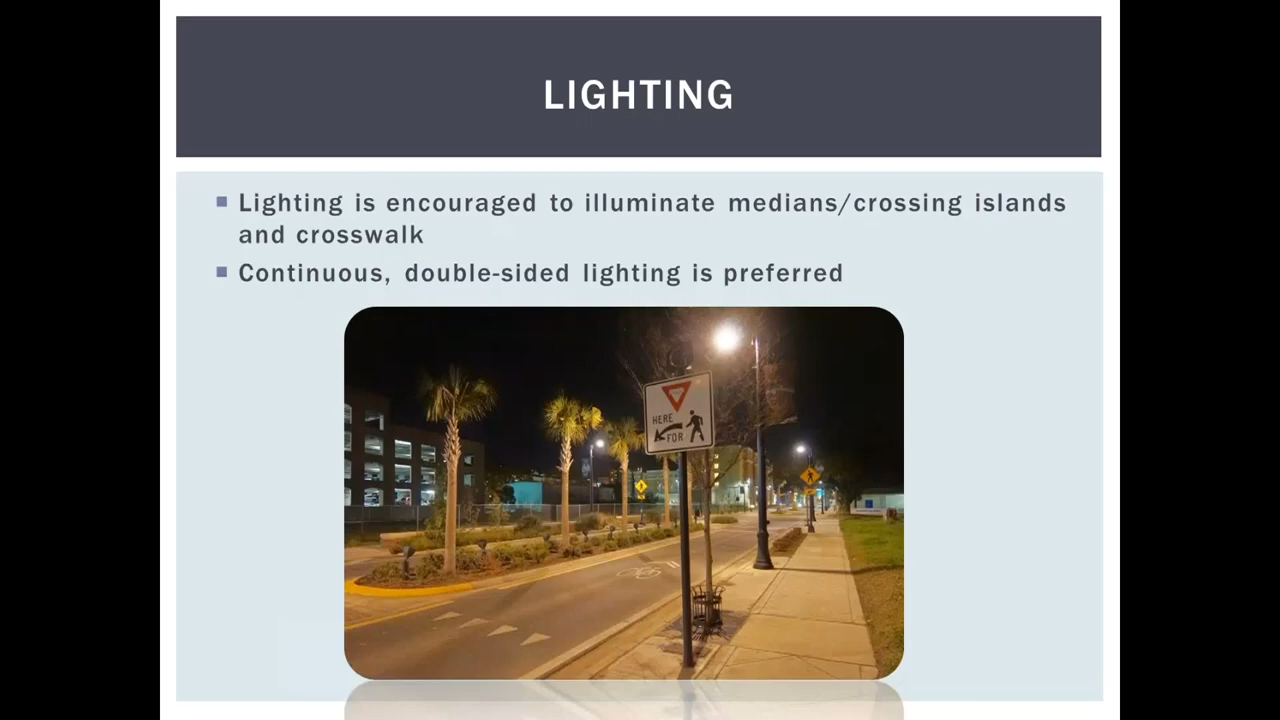 LIGHTING
Lighting is encouraged to illuminate medians/crossing islands
and crosswalk
Continuous, double-sided lighting is preferred
HERE
FOR